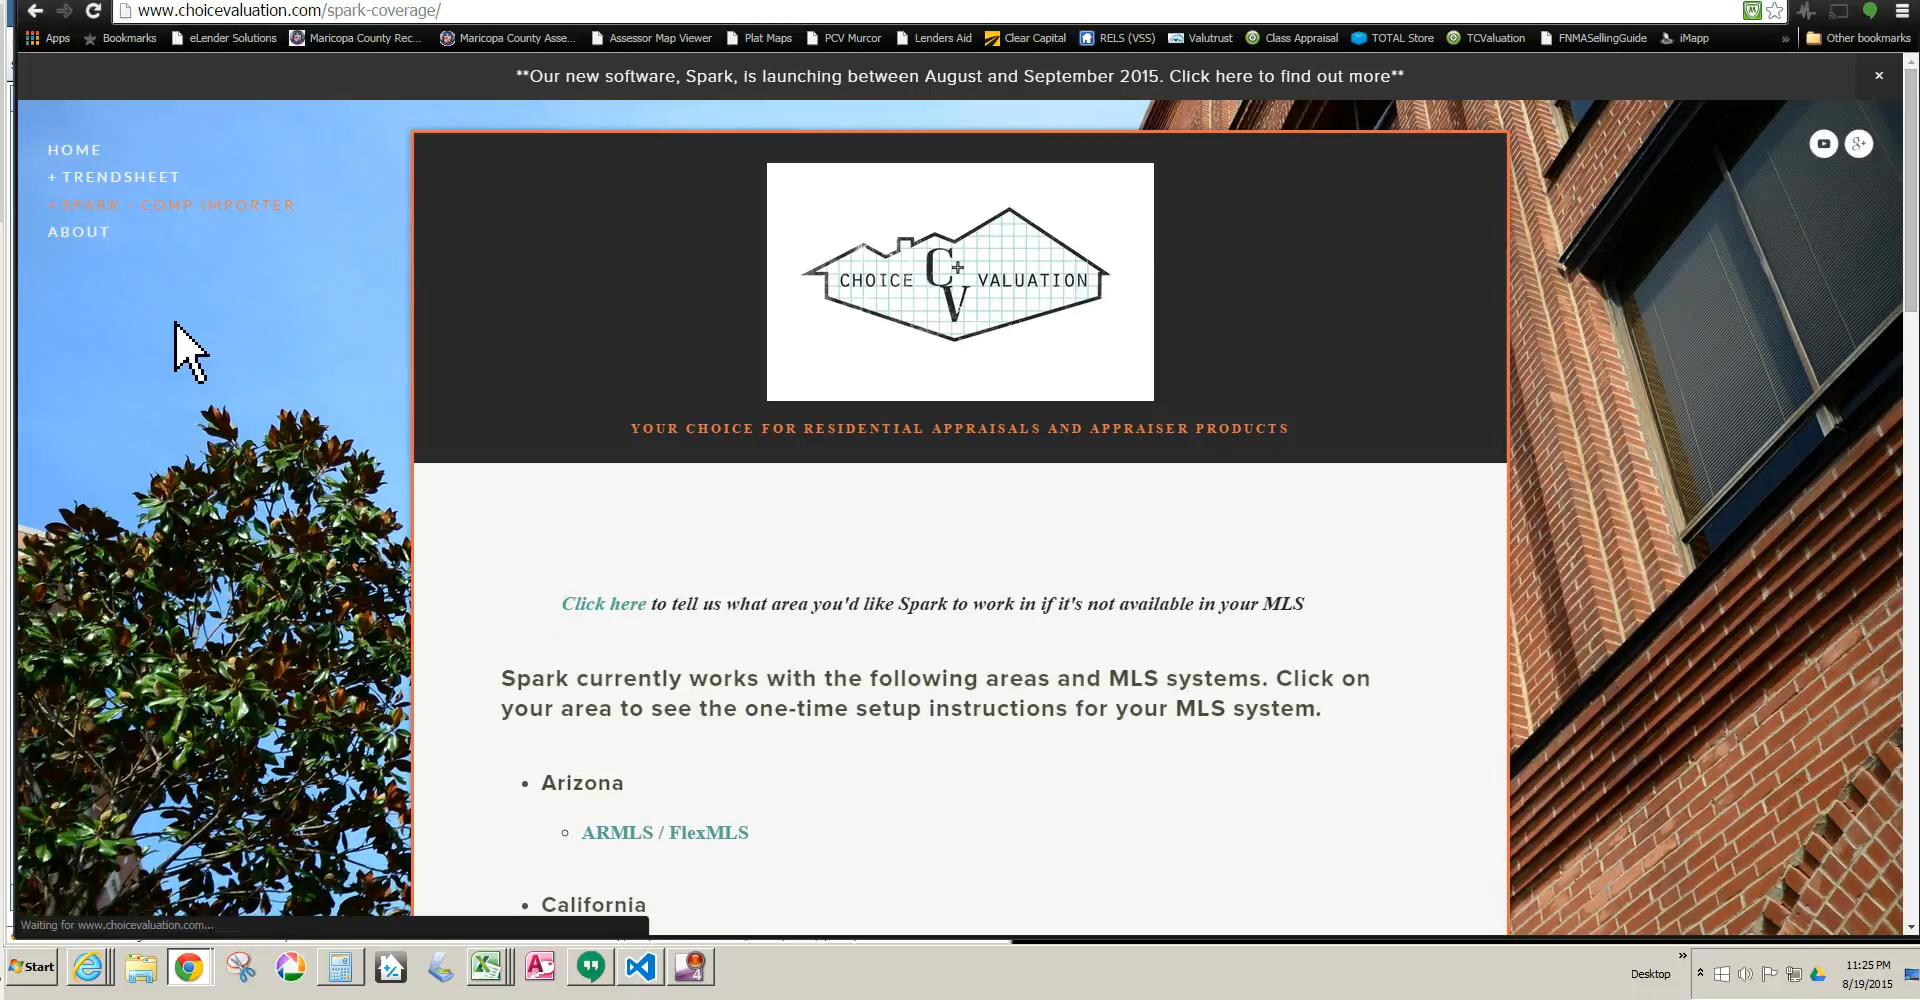 www.choicevaluation.com/spark-coverage/
Apps
Bookmarks
eLender Solutions
Maricopa County Rec...
Maricopa County Asse...
Assessor Map Viewer
Plat Maps
PCV Murcor
Lenders Aid
Clear Capital
RELS (VSS)
Valutrust
Class Appraisal
TOTAL Store
TCValuation
FNMASellingGuide
iMapp
»
Other bookmarks
**Our new software, Spark, is launching between August and September 2015. Click here to find out more**
HOME
+ TRENDSHEET
+ SPARK - COMP IMPORTER
ABOUT
CHOICE C+V VALUATION
YOUR CHOICE FOR RESIDENTIAL APPRAISALS AND APPRAISER PRODUCTS
Click here to tell us what area you'd like Spark to work in if it's not available in your MLS
Spark currently works with the following areas and MLS systems. Click on
your area to see the one-time setup instructions for your MLS system.
• Arizona
○ ARMLS / FlexMLS
• California
Waiting for www.choicevaluation.com...
Start
Desktop
»
11:25 PM
8/19/2015